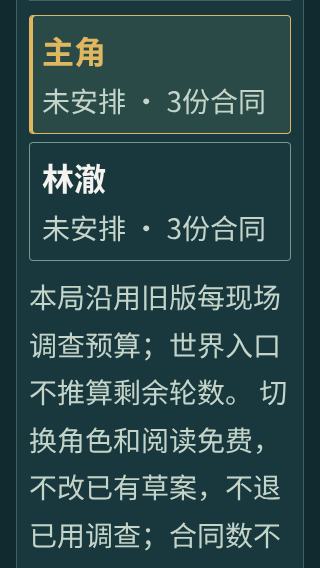 主角
未安排 · 3份合同
林澈
未安排 · 3份合同
本局沿用旧版每现场
调查预算；世界入口
不推算剩余轮数。 切
换角色和阅读免费，
不改已有草案，不退
已用调查；合同数不